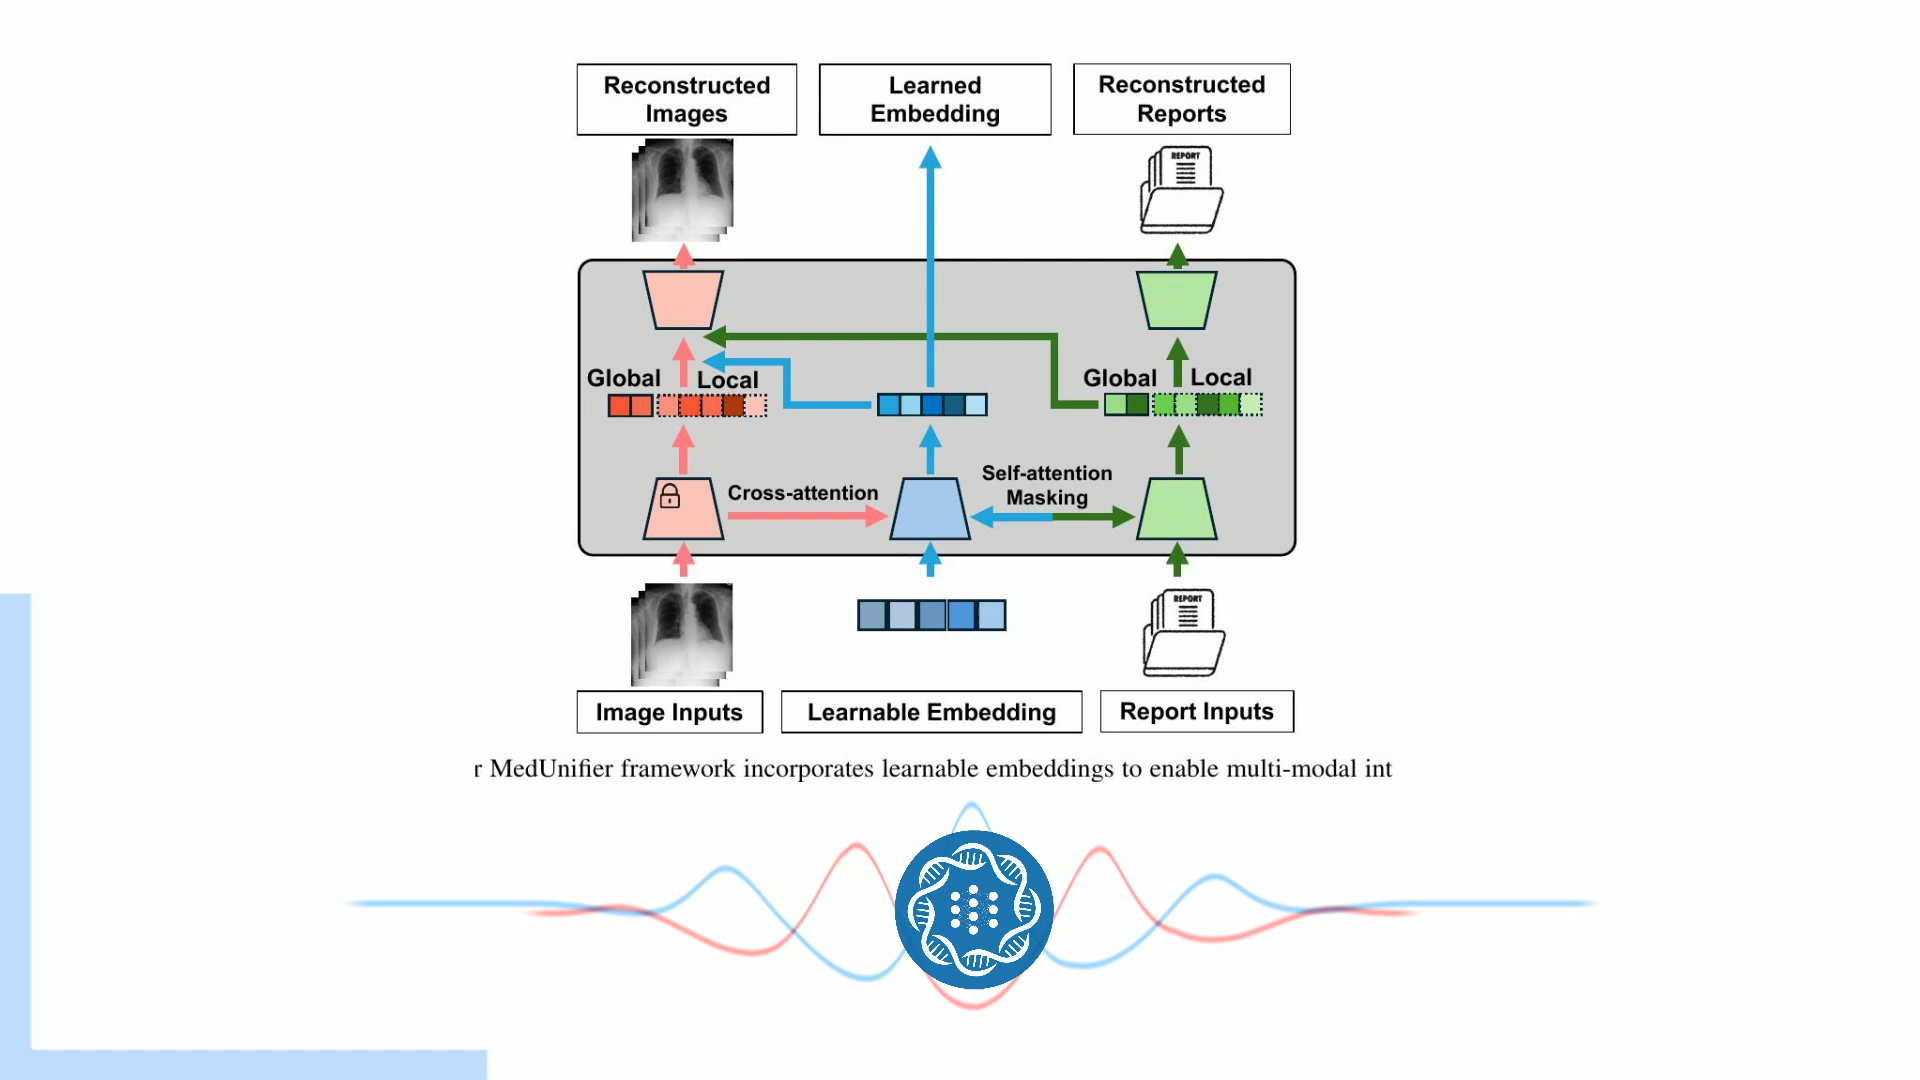 Reconstructed
Images
Learned
Embedding
Reconstructed
Reports
REPORT
Global
Local
Global
Local
Cross-attention
Self-attention
Masking
REPORT
Image Inputs
Learnable Embedding
Report Inputs
r MedUnifier framework incorporates learnable embeddings to enable multi-modal int